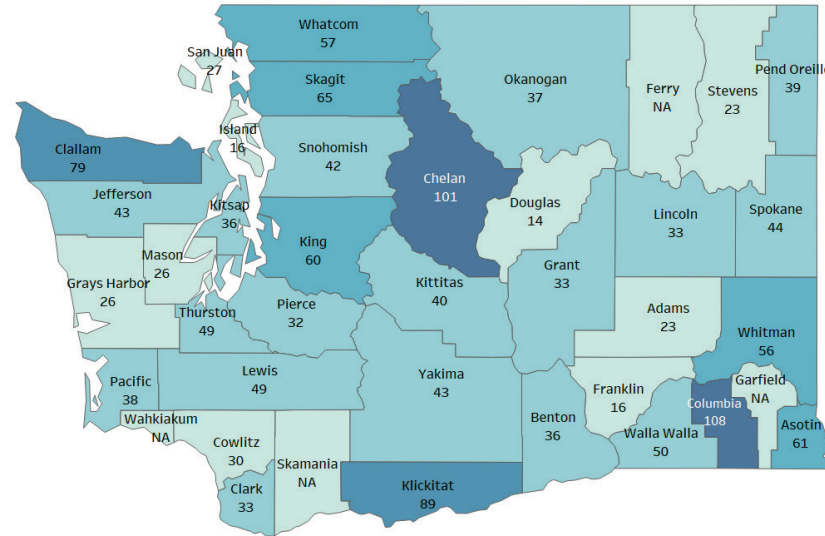 Whatcom
57
San Juan
27
Skagit
65
Okanogan
37
Ferry
NA
Stevens
23
Pend Oreille
39
Island
16
Clallam
79
Snohomish
42
Chelan
101
Jefferson
43
Kitsap
36
Douglas
14
Lincoln
33
Spokane
44
King
60
Mason
26
Grays Harbor
26
Grant
33
Kittitas
40
Thurston
49
Pierce
32
Adams
23
Whitman
56
Lewis
49
Yakima
43
Pacific
38
Franklin
16
Garfield
NA
Columbia
108
Wahkiakum
NA
Benton
36
Walla Walla
50
Asotin
61
Cowlitz
30
Skamania
NA
Clark
33
Klickitat
89